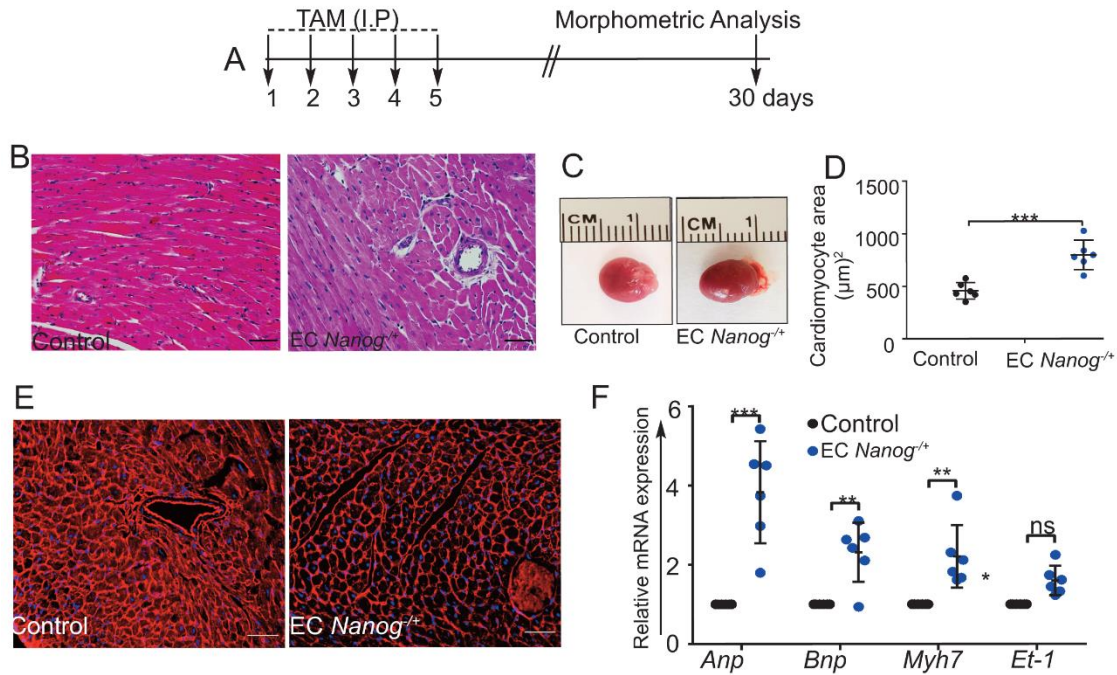 TAM (I.P)
Morphometric Analysis
A
1 2 3 4 5 30 days
B
Control
EC Nanog-/+
C
CM 1
CM 1
Control
EC Nanog-/+
D
Cardiomyocyte area
(µm)2
1500
1000
500
0
***
Control
EC Nanog-/+
E
Control
EC Nanog-/+
F
Relative mRNA expression
6
4
2
0
Control
EC Nanog-/+
***
**
**
*
ns
Anp Bnp Myh7 Et-1